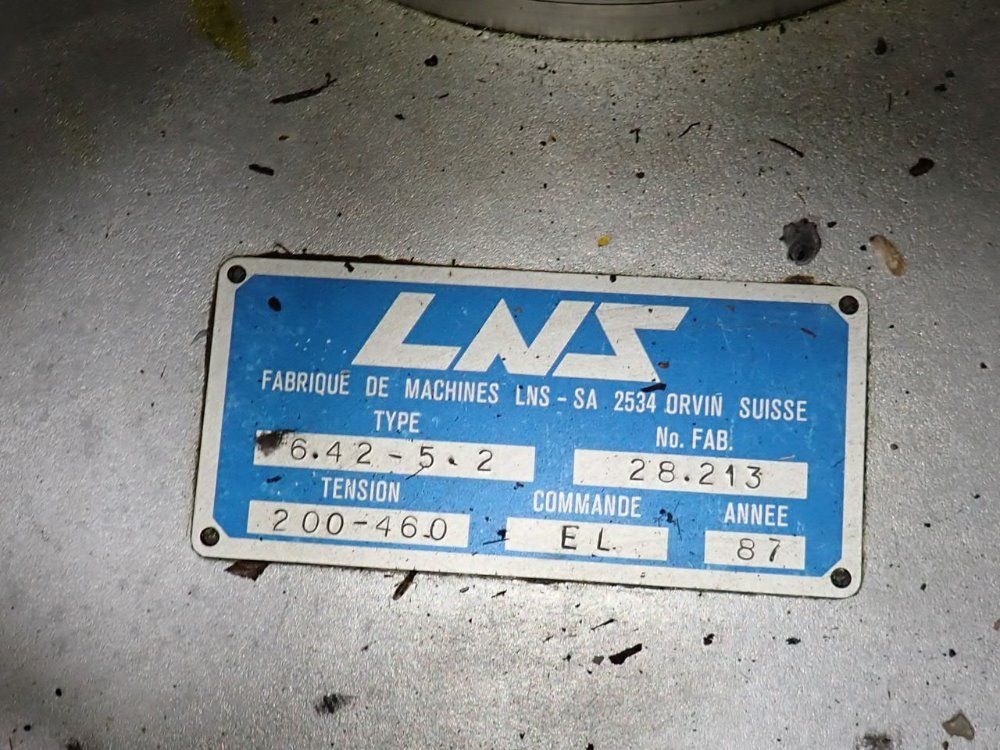 LNS
FABRIQUE DE MACHINES LNS - SA 2534 ORVIN SUISSE
TYPE No. FAB.
6.42-5.2 28.213
TENSION COMMANDE ANNEE
200-460 EL 87